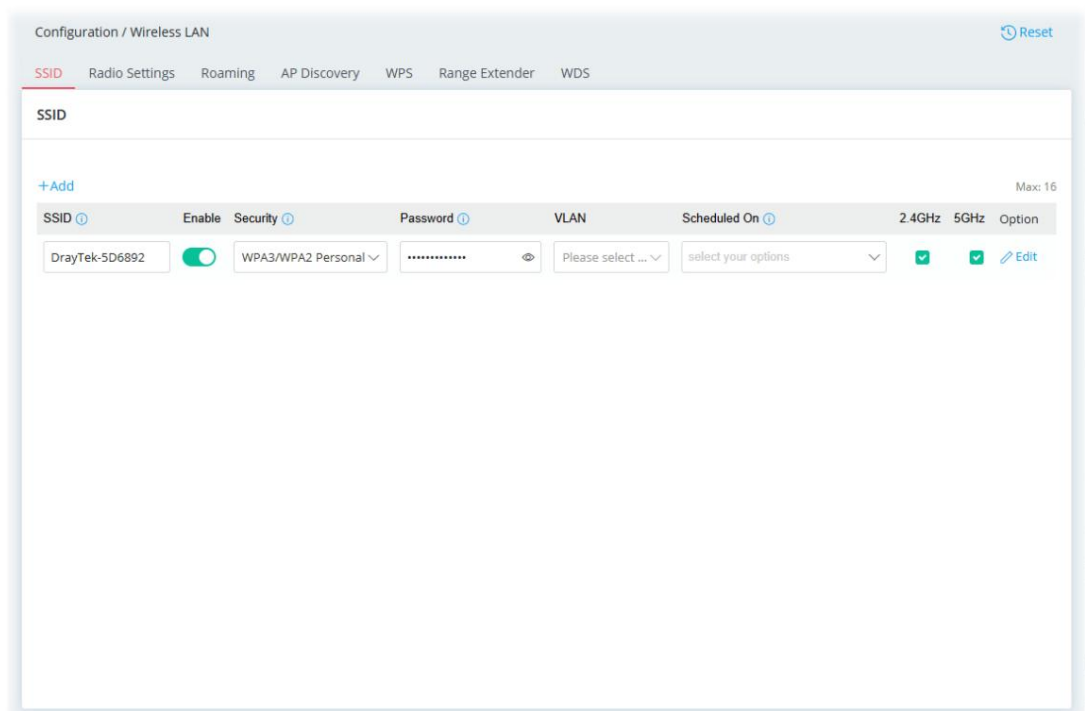 Configuration / Wireless LAN Reset
SSID Radio Settings Roaming AP Discovery WPS Range Extender WDS
SSID
+Add Max: 16
SSID Enable Security Password VLAN Scheduled On 2.4GHz 5GHz Option
DrayTek-5D6892 WPA3/WPA2 Personal ••••••••••••• Please select ... select your options Edit